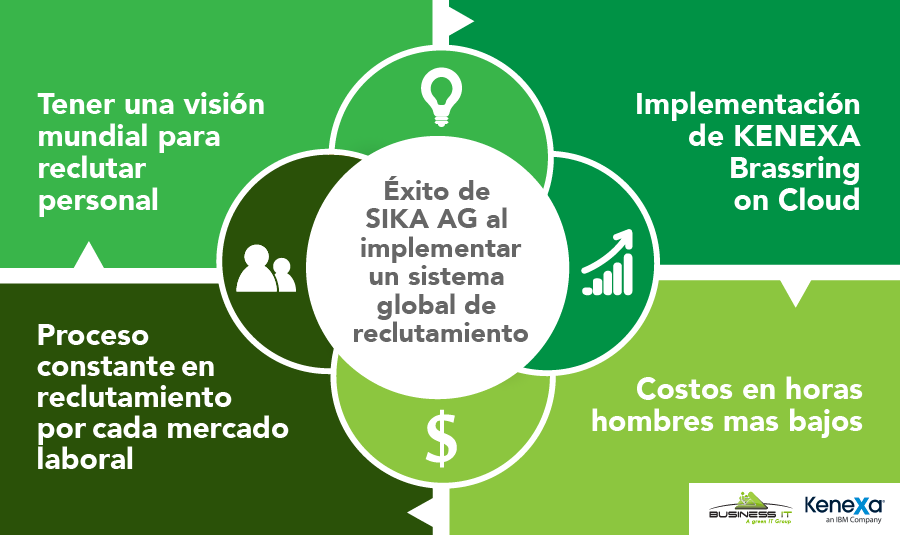 Tener una visión
mundial para
reclutar
personal
Implementación
de KENEXA
Brassring
on Cloud
Éxito de
SIKA AG al
implementar
un sistema
global de
reclutamiento
Proceso
constante en
reclutamiento
por cada mercado
laboral
$
Costos en horas
hombres mas bajos
BUSINESS iT
A green IT Group
Kenexa®
an IBM Company